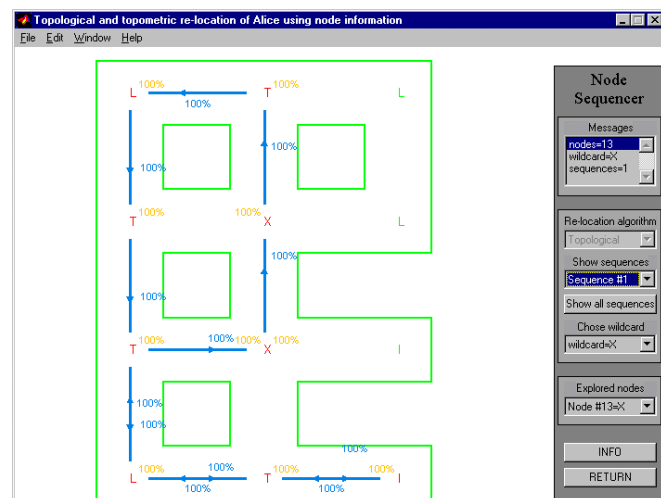 Topological and topometric re-location of Alice using node information
File Edit Window Help
L 100% 100% T 100% L
100% 100%
T 100% 100% X L
100% 100%
T 100% 100% 100% X 100% I
100%
100%
100%
L 100% 100% 100% T 100% 100% 100% I
100% 100%
Node
Sequencer
Messages
nodes=13
wildcard=X
sequences=1
Re-location algorithm
Topological
Show sequences
Sequence #1
Show all sequences
Chose wildcard
wildcard=X
Explored nodes
Node #13=X
INFO
RETURN